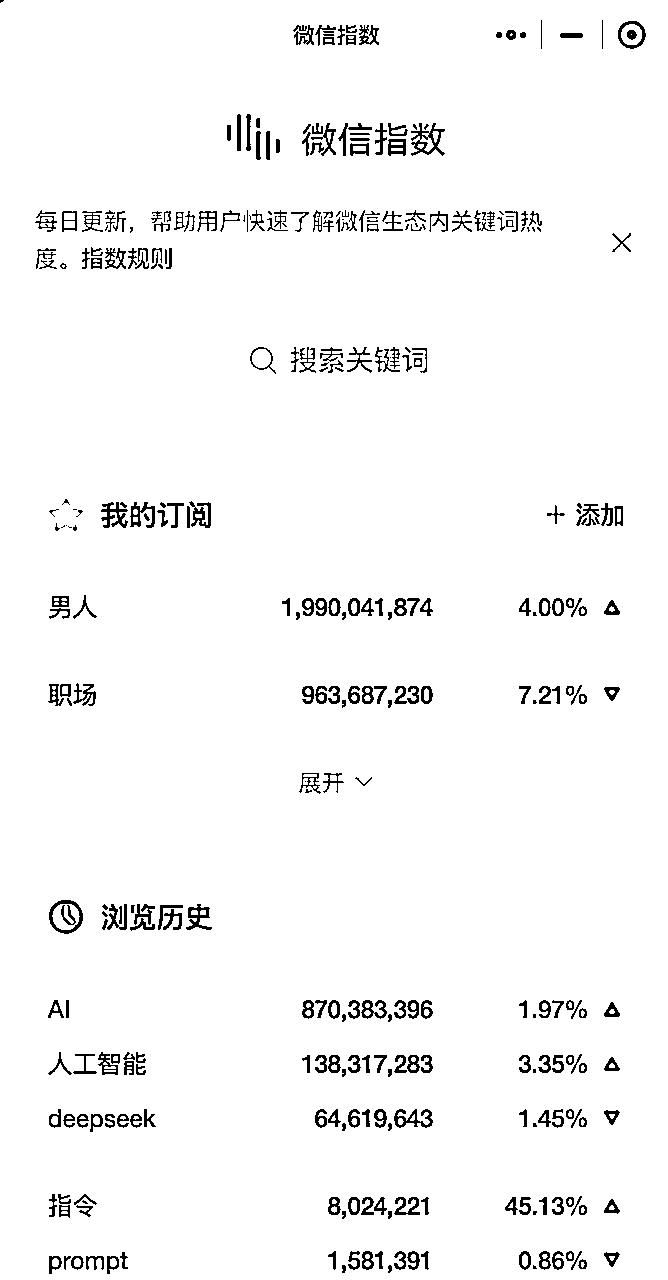 微信指数
微信指数
每日更新，帮助用户快速了解微信生态内关键词热
度。指数规则
搜索关键词
我的订阅 添加
男人 1,990,041,874 4.00%
职场 963,687,230 7.21%
展开
浏览历史
AI 870,383,396 1.97%
人工智能 138,317,283 3.35%
deepseek 64,619,643 1.45%
指令 8,024,221 45.13%
prompt 1,581,391 0.86%